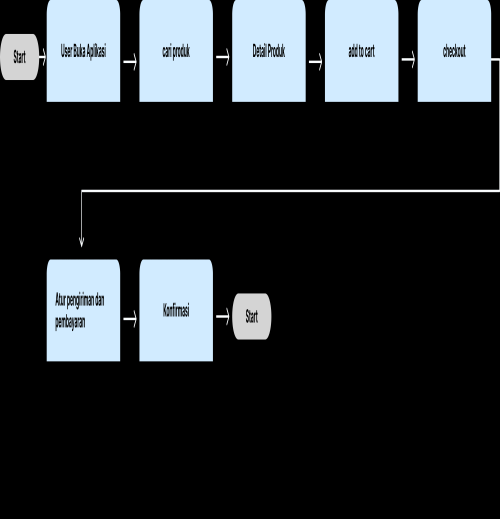 Start
User Buka Aplikasi
cari produk
Detail Produk
add to cart
checkout
Atur pengiriman dan
pembayaran
Konfirmasi
Start